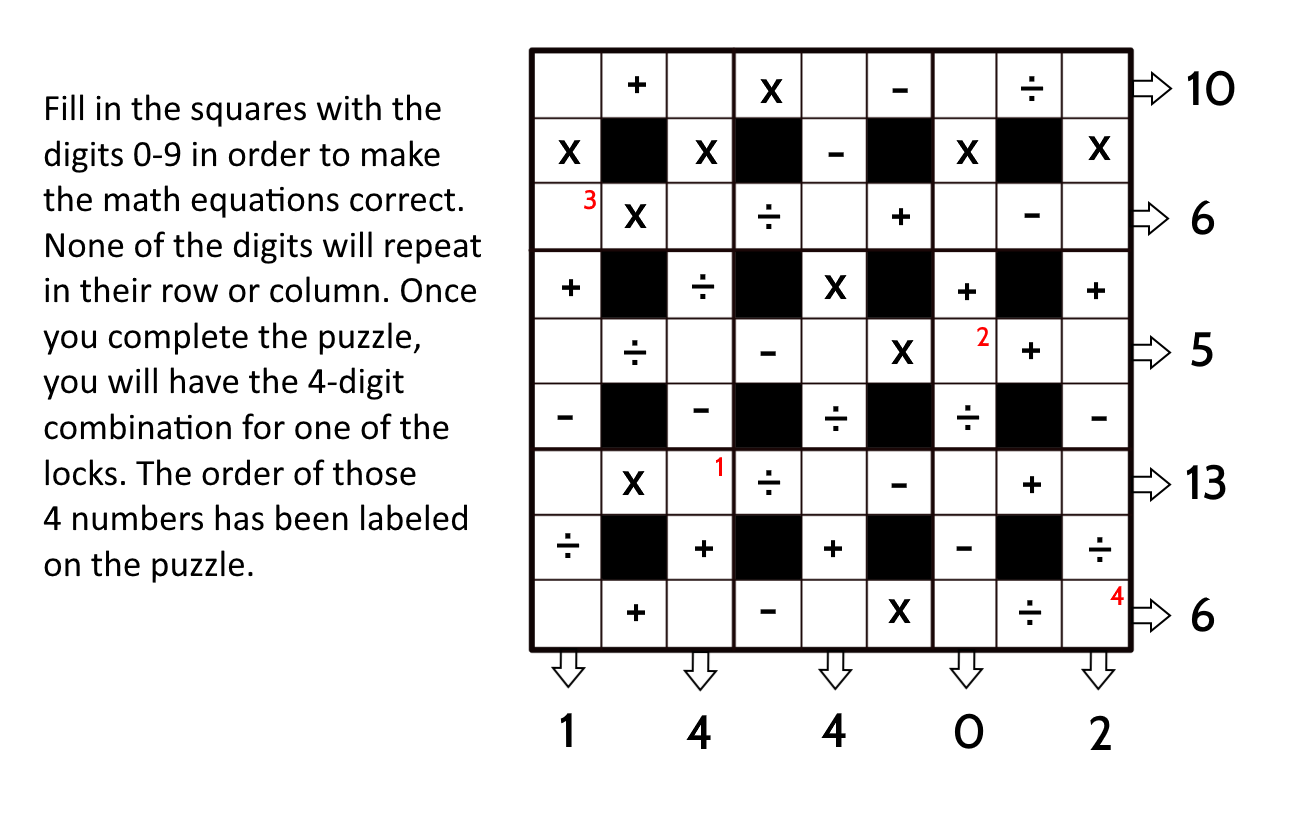 Fill in the squares with the
digits 0-9 in order to make
the math equations correct.
None of the digits will repeat
in their row or column. Once
you complete the puzzle,
you will have the 4-digit
combination for one of the
locks. The order of those
4 numbers has been labeled
on the puzzle.
+ x - ÷ 10
x x - x x
3 x ÷ + - 6
+ ÷ x + +
÷ - x 2 + 5
- - ÷ ÷ -
x 1 ÷ - + 13
÷ + + - ÷
+ - x ÷ 4 6
1 4 4 0 2